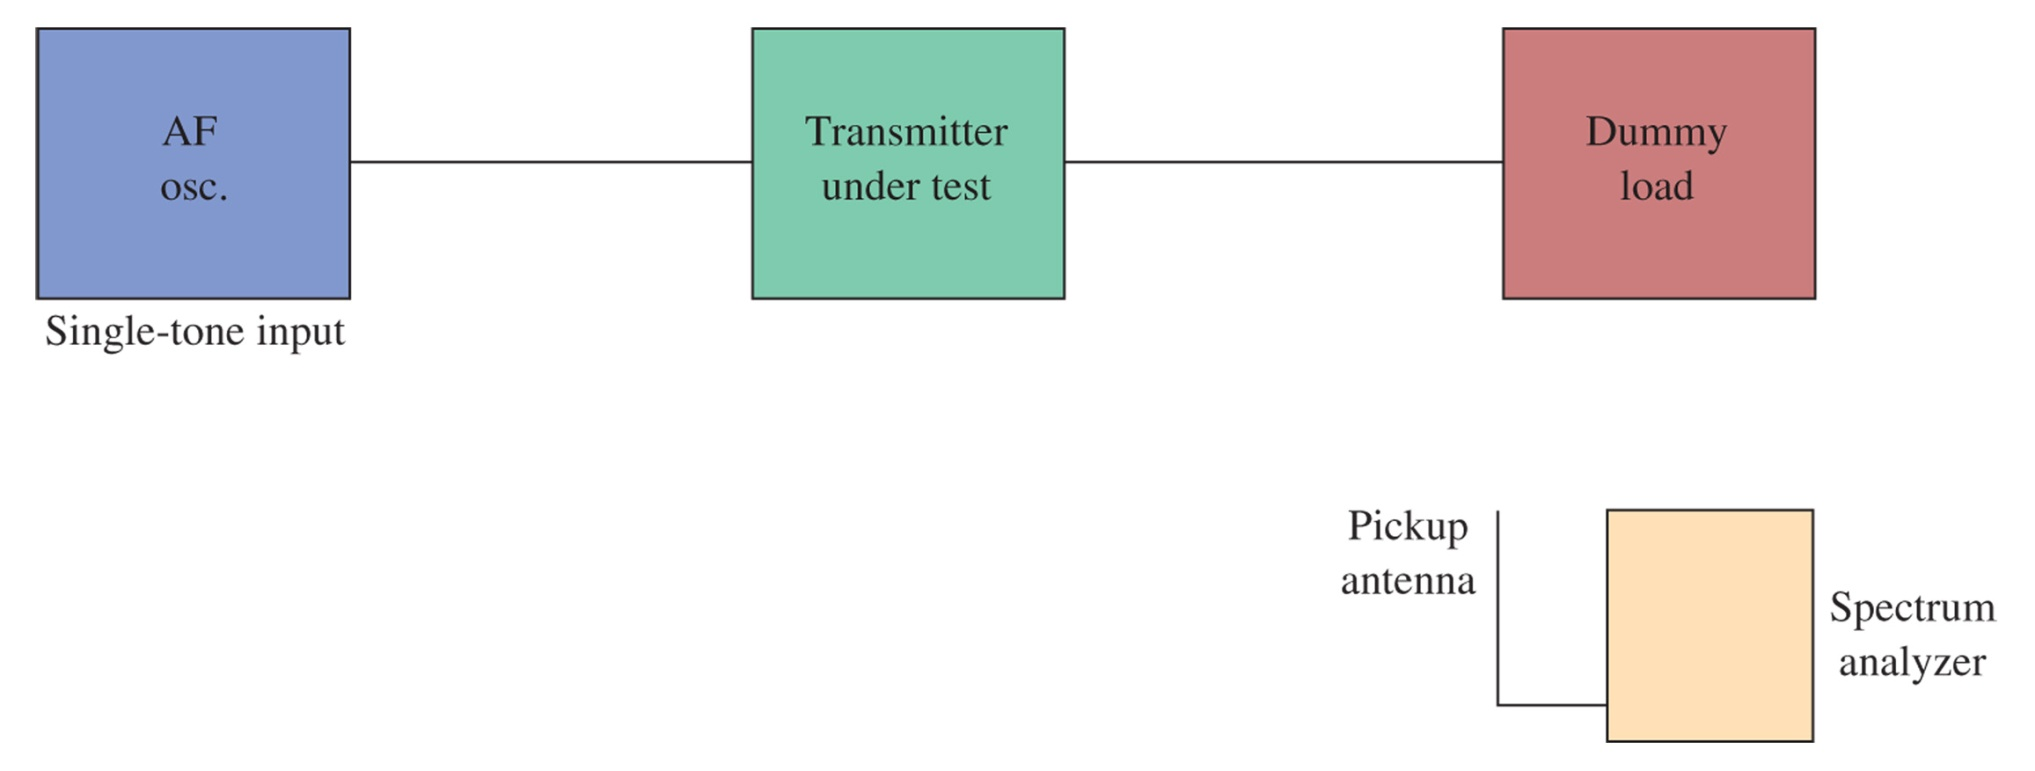 AF
osc.
Single-tone input
Transmitter
under test
Dummy
load
Pickup
antenna
Spectrum
analyzer